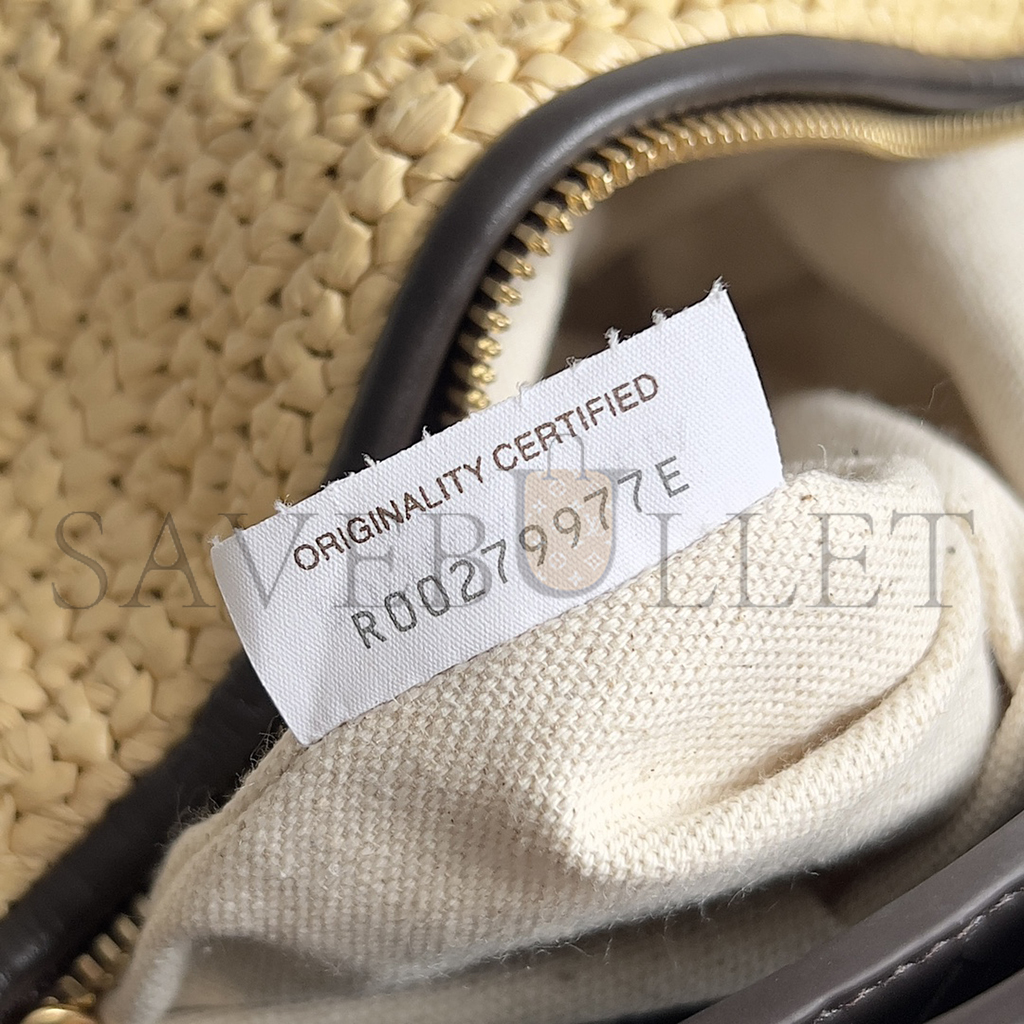 ORIGINALITY CERTIFIED
R00279977E
SAVEBULLET